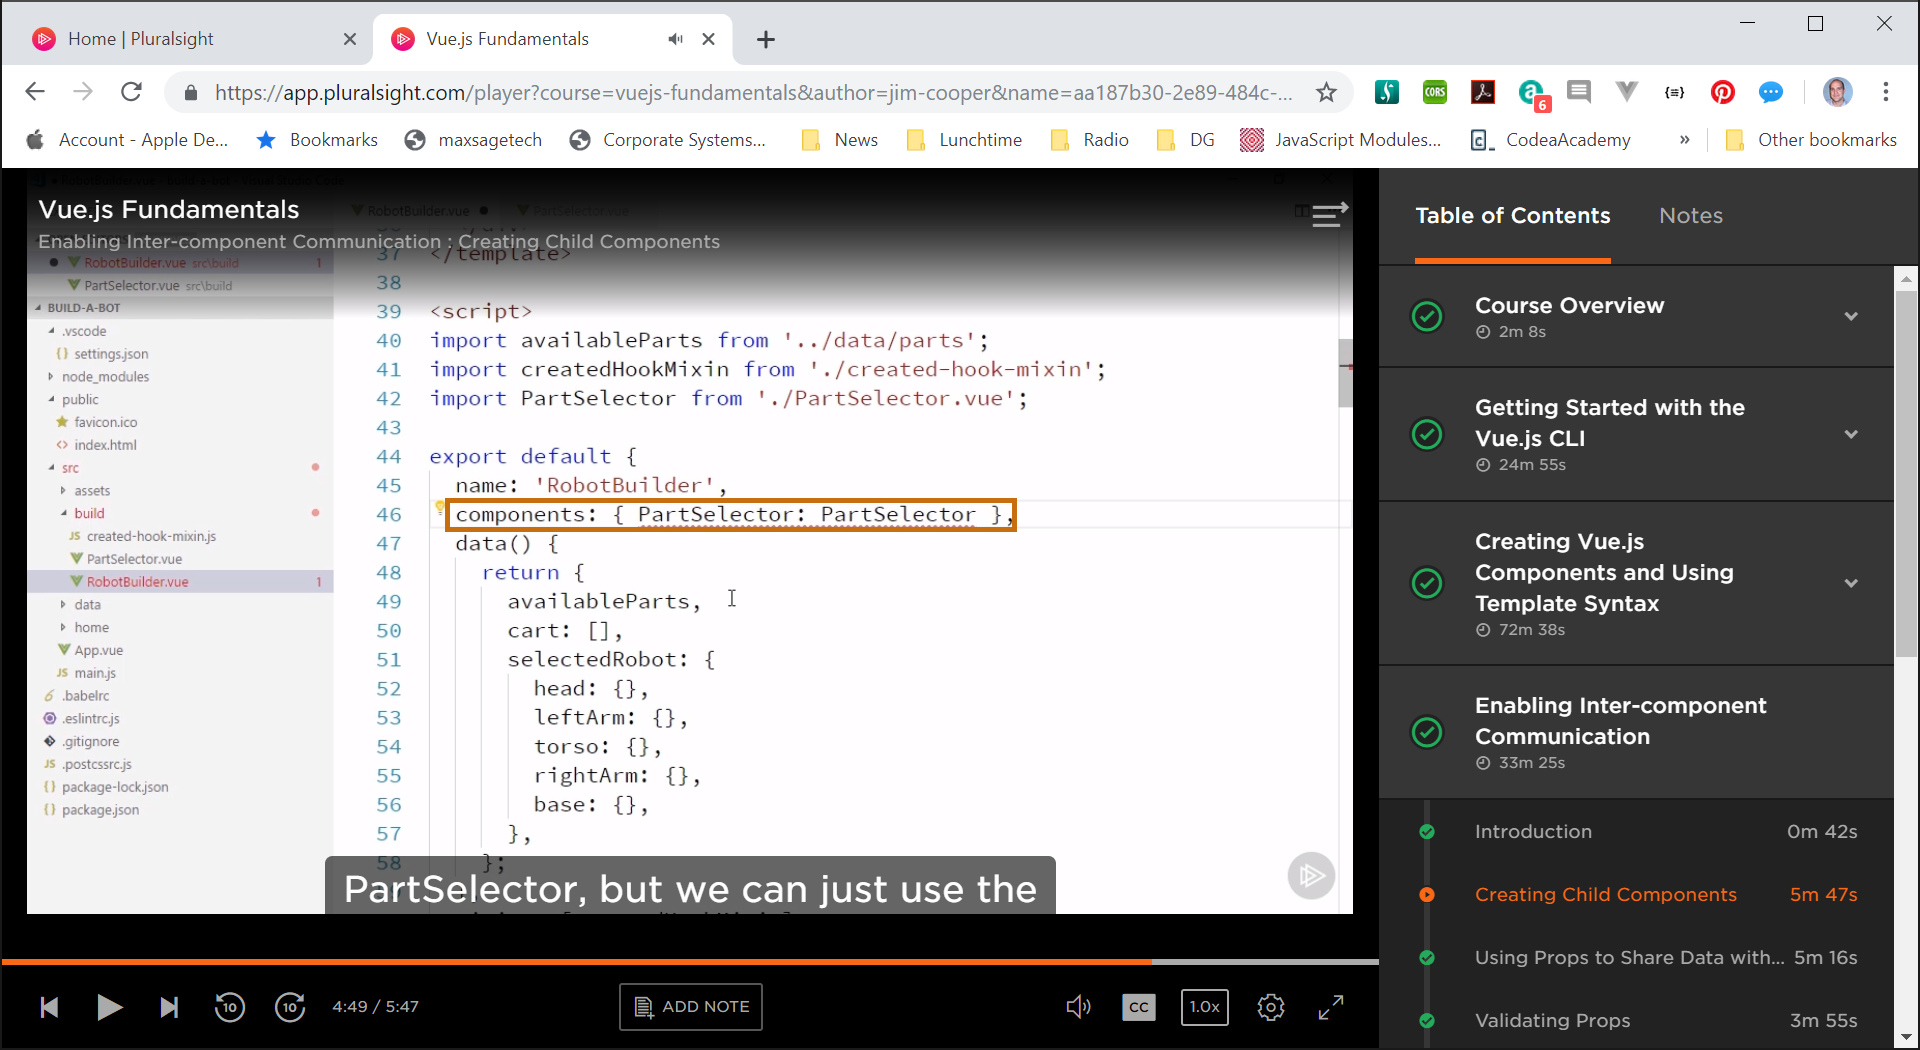 Home | Pluralsight
Vue.js Fundamentals
https://app.pluralsight.com/player?course=vuejs-fundamentals&author=jim-cooper&name=aa187b30-2e89-484c-...
CORS
6
{≡}
Account - Apple De...
Bookmarks
maxsagetech
Corporate Systems...
News
Lunchtime
Radio
DG
JavaScript Modules...
CodeaAcademy
»
Other bookmarks
Vue.js Fundamentals
RobotBuilder.vue
PartSelector.vue
Enabling Inter-component Communication : Creating Child Components
RobotBuilder.vue src\build 1
PartSelector.vue src\build
BUILD-A-BOT
.vscode
{} settings.json
node_modules
public
favicon.ico
<> index.html
src
assets
build
JS created-hook-mixin.js
PartSelector.vue
RobotBuilder.vue 1
data
home
App.vue
JS main.js
.babelrc
.eslintrc.js
.gitignore
JS .postcssrc.js
{} package-lock.json
{} package.json
37 </template>
38
39 <script>
40 import availableParts from '../data/parts';
41 import createdHookMixin from './created-hook-mixin';
42 import PartSelector from './PartSelector.vue';
43
44 export default {
45 name: 'RobotBuilder',
46 components: { PartSelector: PartSelector },
47 data() {
48 return {
49 availableParts,
50 cart: [],
51 selectedRobot: {
52 head: {},
53 leftArm: {},
54 torso: {},
55 rightArm: {},
56 base: {},
57 },
58 };
PartSelector, but we can just use the
10
10
4:49 / 5:47
ADD NOTE
CC
1.0x
Table of Contents
Notes
Course Overview
2m 8s
Getting Started with the
Vue.js CLI
24m 55s
Creating Vue.js
Components and Using
Template Syntax
72m 38s
Enabling Inter-component
Communication
33m 25s
Introduction 0m 42s
Creating Child Components 5m 47s
Using Props to Share Data with... 5m 16s
Validating Props 3m 55s